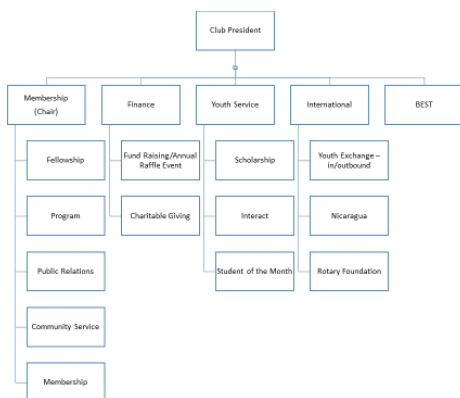 Club President
Membership
(Chair)
Finance
Youth Service
International
BEST
Fellowship
Fund Raising/Annual
Raffle Event
Scholarship
Youth Exchange –
in/outbound
Program
Charitable Giving
Interact
Nicaragua
Public Relations
Student of the Month
Rotary Foundation
Community Service
Membership